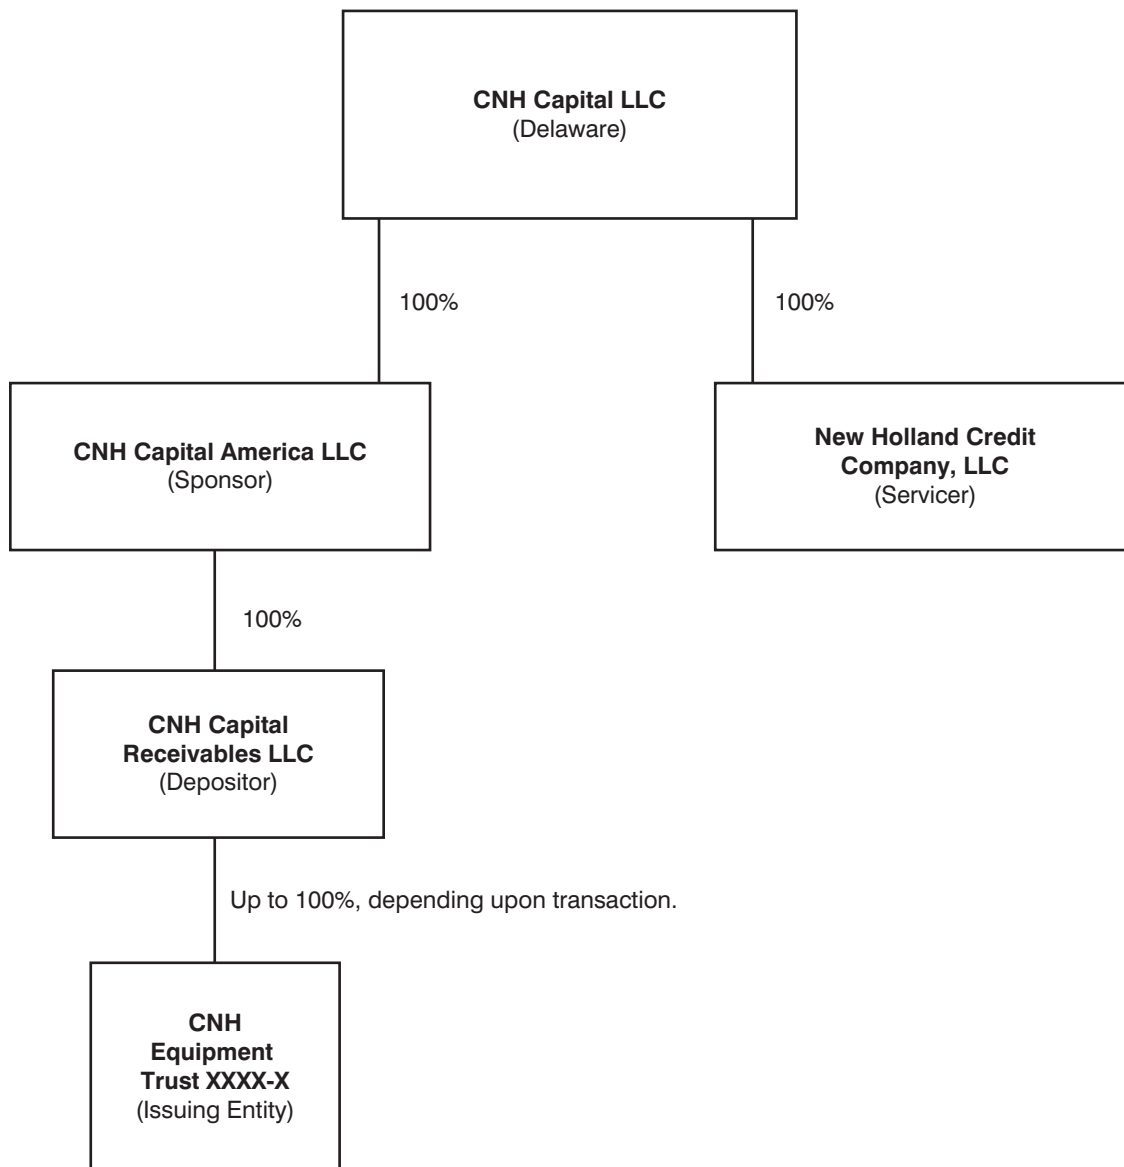 CNH Capital LLC
(Delaware)
100%
100%
CNH Capital America LLC
(Sponsor)
New Holland Credit
Company, LLC
(Servicer)
100%
CNH Capital
Receivables LLC
(Depositor)
Up to 100%, depending upon transaction.
CNH
Equipment
Trust XXXX-X
(Issuing Entity)